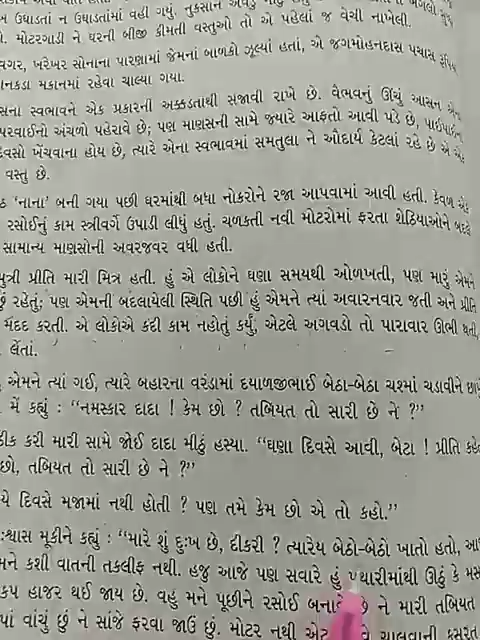 ન ઉઘાડતાં ન ઉઘાડતામાં વહી ગયું.
મોટરગાડી ને ઘરની બીજી કીમતી વસ્તુઓ તો એ પહેલાં જ વેચી નાખેલી.
વગર, ખરેખર સોનાના પારણામાં જેમનાં બાળકો ઝૂલ્યાં હતાં, એ જગમોહનદાસ પચાસ
નાનકડા મકાનમાં રહેવા ચાલ્યા ગયા.
સના સ્વભાવને એક પ્રકારની અક્કડતાથી સજાવી રાખે છે. વૈભવનું ઊંચું આસન
પરવાઈનો અંચળો પહેરાવે છે; પણ માણસની સામે જ્યારે આફતો આવી પડે છે,
દિવસો ખેંચવાના હોય છે, ત્યારે એના સ્વભાવમાં સમતુલા ને ઔદાર્ય કેટલાં રહે છે એ
વસ્તુ છે.
'નાના' બની ગયા પછી ઘરમાંથી બધા નોકરોને રજા આપવામાં આવી હતી. કેવળ
રસોઈનું કામ સ્ત્રીવર્ગે ઉપાડી લીધું હતું. ચળકતી નવી મોટરોમાં ફરતા શેઠિયાઓને બદલે
સામાન્ય માણસોની અવરજવર વધી હતી.
પુત્રી પ્રીતિ મારી મિત્ર હતી. હું એ લોકોને ઘણા સમયથી ઓળખતી, પણ મારું એમને
રહેતું; પણ એમની બદલાયેલી સ્થિતિ પછી હું એમને ત્યાં અવારનવાર જતી અને પ્રીતિ
મદદ કરતી. એ લોકોએ કદી કામ નહોતું કર્યું, એટલે અગવડો તો પારાવાર ઊભી થતી,
લેતાં.
એમને ત્યાં ગઈ, ત્યારે બહારના વરંડામાં દયાળજીભાઈ બેઠા-બેઠા ચશ્માં ચડાવીને
મેં કહ્યું : “નમસ્કાર દાદા ! કેમ છો ? તબિયત તો સારી છે ને ?”
ઠીક કરી મારી સામે જોઈ દાદા મીઠું હસ્યા. “ઘણા દિવસે આવી, બેટા ! પ્રીતિ
છો, તબિયત તો સારી છે ને ?”
યે દિવસે મજામાં નથી હોતી ? પણ તમે કેમ છો એ તો કહો.”
શ્વાસ મૂકીને કહ્યું : “મારે શું દુઃખ છે, દીકરી ? ત્યારેય બેઠો-બેઠો ખાતો હતો,
મને કશી વાતની તકલીફ નથી. હજુ આજે પણ સવારે હું પથારીમાંથી ઊઠું કે
કપ હાજર થઈ જાય છે. વહુ મને પૂછીને રસોઈ ને મારી તબિયત
વાંચું છું ને સાંજે ફરવા જાઉં છું. મોટર નથી ચાલવાની કસરત